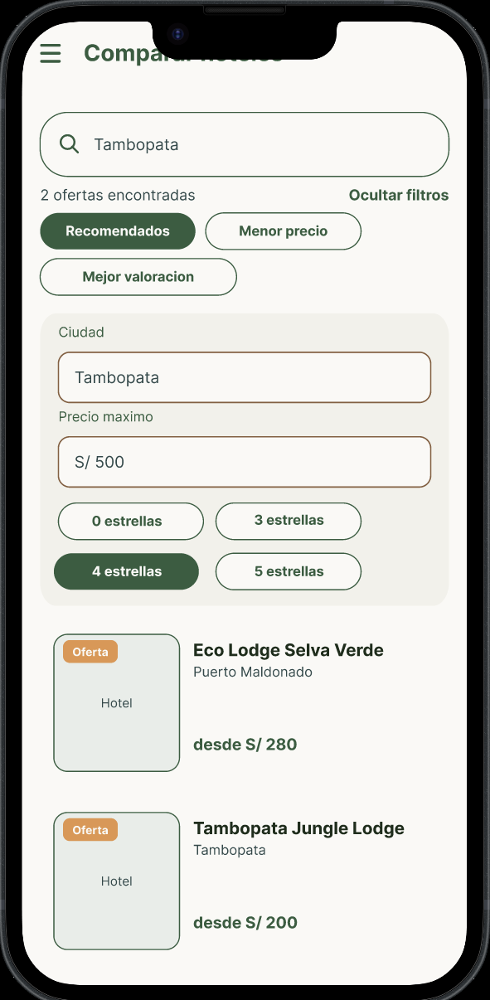 Comparar hoteles
Tambopata
2 ofertas encontradas
Ocultar filtros
Recomendados
Menor precio
Mejor valoracion
Ciudad
Tambopata
Precio maximo
S/ 500
0 estrellas
3 estrellas
4 estrellas
5 estrellas
Oferta
Hotel
Eco Lodge Selva Verde
Puerto Maldonado
desde S/ 280
Oferta
Hotel
Tambopata Jungle Lodge
Tambopata
desde S/ 200